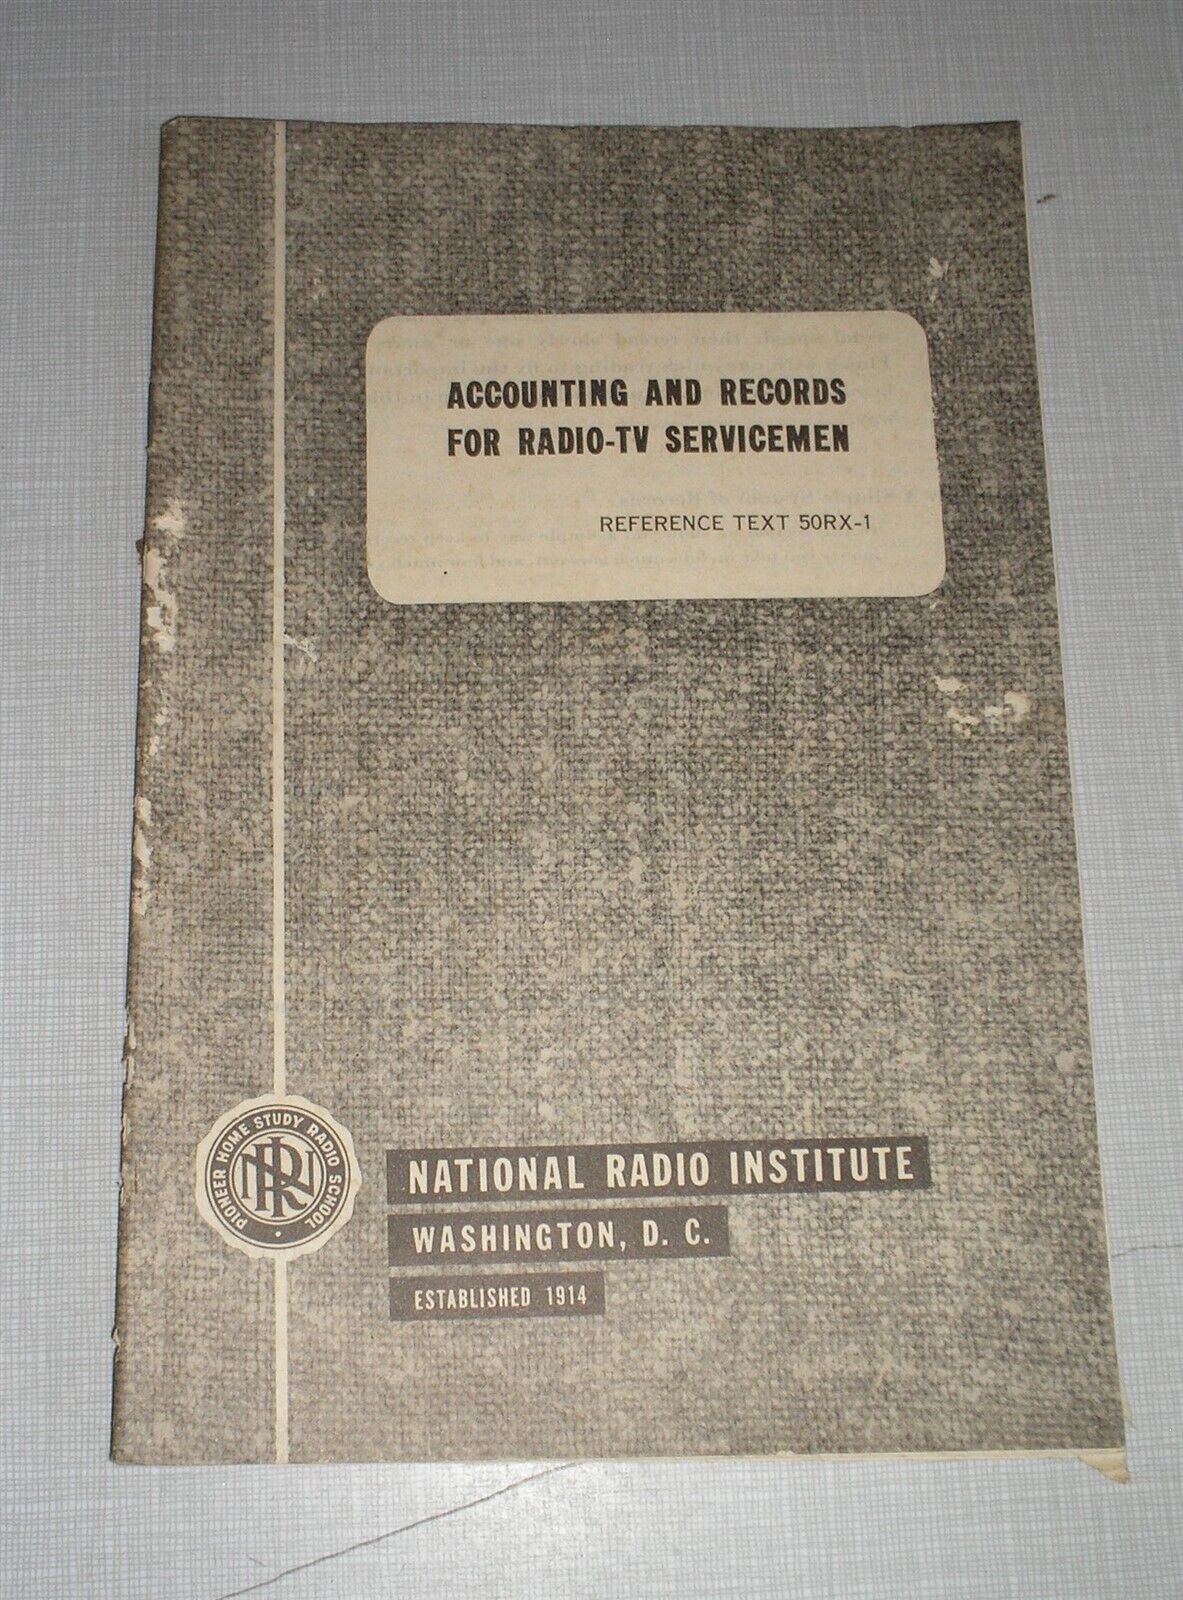 ACCOUNTING AND RECORDS
FOR RADIO-TV SERVICEMEN
REFERENCE TEXT 50RX-1
PIONEER HOME STUDY RADIO SCHOOL
NRI
NATIONAL RADIO INSTITUTE
WASHINGTON, D. C.
ESTABLISHED 1914